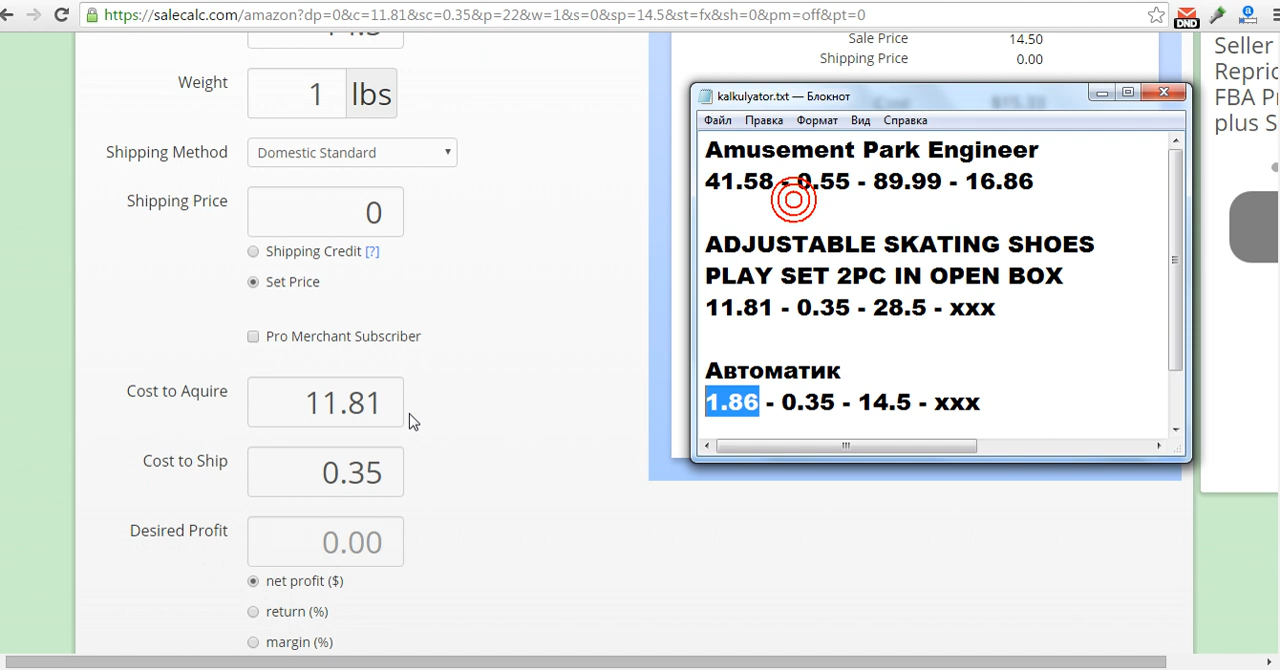 https://salecalc.com/amazon?dp=0&c=11.81&sc=0.35&p=22&w=1&s=0&sp=14.5&st=fx&sh=0&pm=off&pt=0
DND
Weight
1 lbs
Shipping Method
Domestic Standard
Shipping Price
0
Shipping Credit [?]
Set Price
Pro Merchant Subscriber
Cost to Aquire
11.81
Cost to Ship
0.35
Desired Profit
0.00
net profit ($)
return (%)
margin (%)
Sale Price 14.50
Shipping Price 0.00
kalkulyator.txt — Блокнот
Файл Правка Формат Вид Справка
Amusement Park Engineer
41.58 - 0.55 - 89.99 - 16.86
ADJUSTABLE SKATING SHOES
PLAY SET 2PC IN OPEN BOX
11.81 - 0.35 - 28.5 - xxx
Автоматик
1.86 - 0.35 - 14.5 - xxx
Seller
Repric
FBA P
plus S